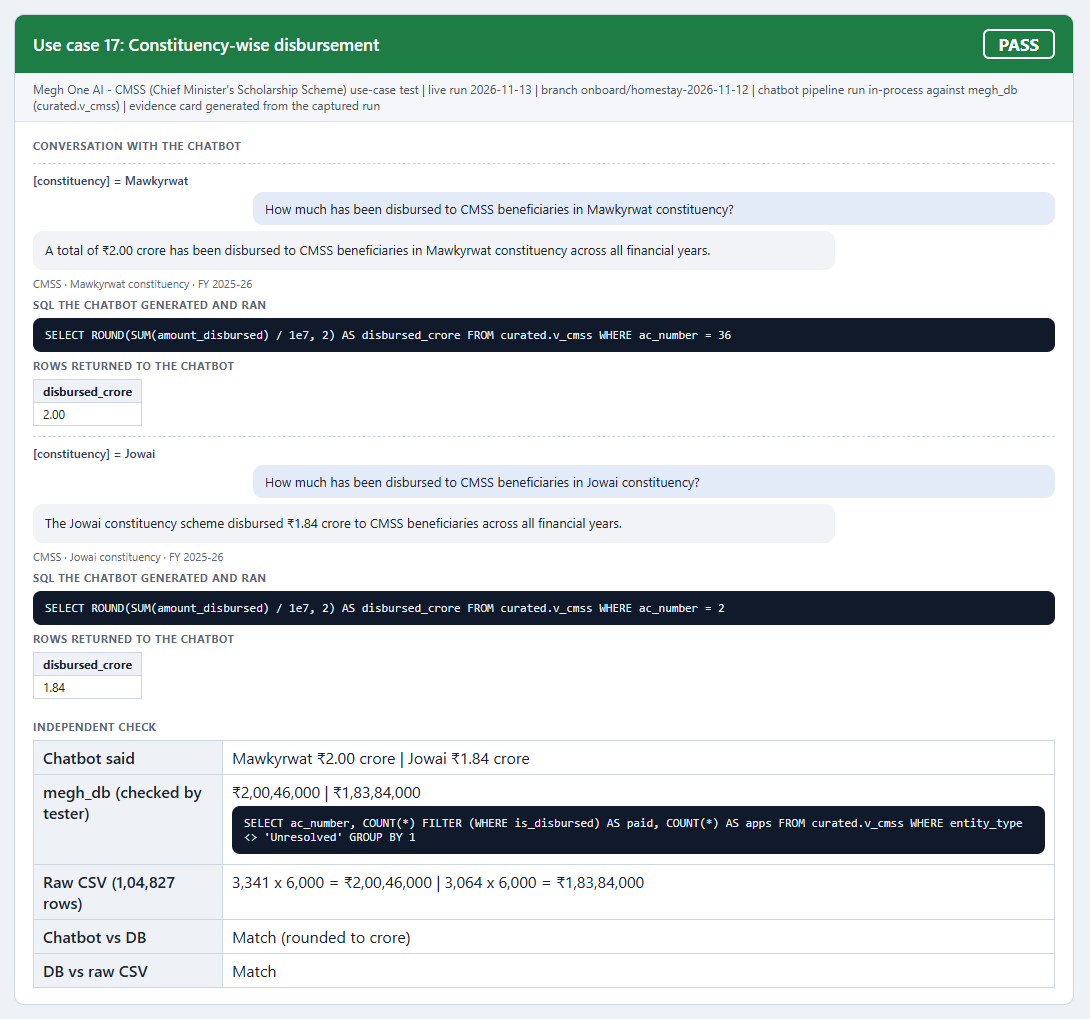 Use case 17: Constituency-wise disbursement
PASS
Megh One AI - CMSS (Chief Minister's Scholarship Scheme) use-case test | live run 2026-11-13 | branch onboard/homestay-2026-11-12 | chatbot pipeline run in-process against megh_db
(curated.v_cmss) | evidence card generated from the captured run
CONVERSATION WITH THE CHATBOT
[constituency] = Mawkyrwat
How much has been disbursed to CMSS beneficiaries in Mawkyrwat constituency?
A total of ₹2.00 crore has been disbursed to CMSS beneficiaries in Mawkyrwat constituency across all financial years.
CMSS · Mawkyrwat constituency · FY 2025-26
SQL THE CHATBOT GENERATED AND RAN
SELECT ROUND(SUM(amount_disbursed) / 1e7, 2) AS disbursed_crore FROM curated.v_cmss WHERE ac_number = 36
ROWS RETURNED TO THE CHATBOT
disbursed_crore
2.00
[constituency] = Jowai
How much has been disbursed to CMSS beneficiaries in Jowai constituency?
The Jowai constituency scheme disbursed ₹1.84 crore to CMSS beneficiaries across all financial years.
CMSS · Jowai constituency · FY 2025-26
SQL THE CHATBOT GENERATED AND RAN
SELECT ROUND(SUM(amount_disbursed) / 1e7, 2) AS disbursed_crore FROM curated.v_cmss WHERE ac_number = 2
ROWS RETURNED TO THE CHATBOT
disbursed_crore
1.84
INDEPENDENT CHECK
Chatbot said
Mawkyrwat ₹2.00 crore | Jowai ₹1.84 crore
megh_db (checked by
tester)
₹2,00,46,000 | ₹1,83,84,000
SELECT ac_number, COUNT(*) FILTER (WHERE is_disbursed) AS paid, COUNT(*) AS apps FROM curated.v_cmss WHERE entity_type
<> 'Unresolved' GROUP BY 1
Raw CSV (1,04,827
rows)
3,341 x 6,000 = ₹2,00,46,000 | 3,064 x 6,000 = ₹1,83,84,000
Chatbot vs DB
Match (rounded to crore)
DB vs raw CSV
Match